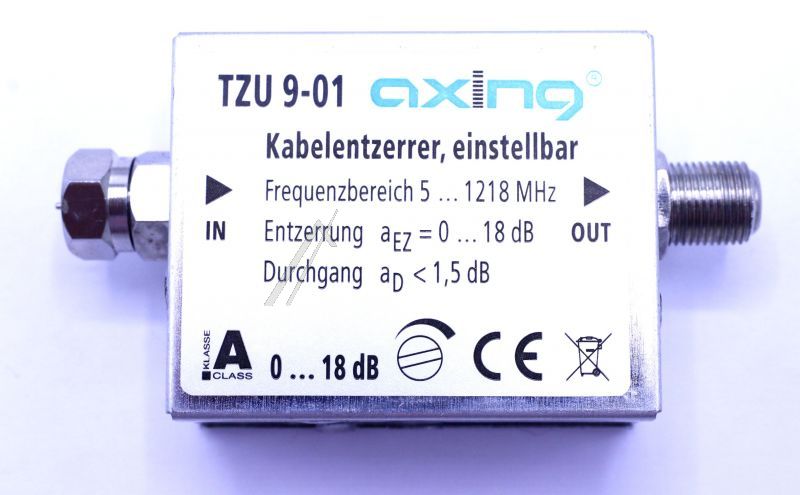 TZU 9-01 axing ®
Kabelentzerrer, einstellbar
Frequenzbereich 5 ... 1218 MHz
IN Entzerrung aEZ = 0 ... 18 dB OUT
Durchgang aD < 1,5 dB
KLASSE A CLASS
0 ... 18 dB CE